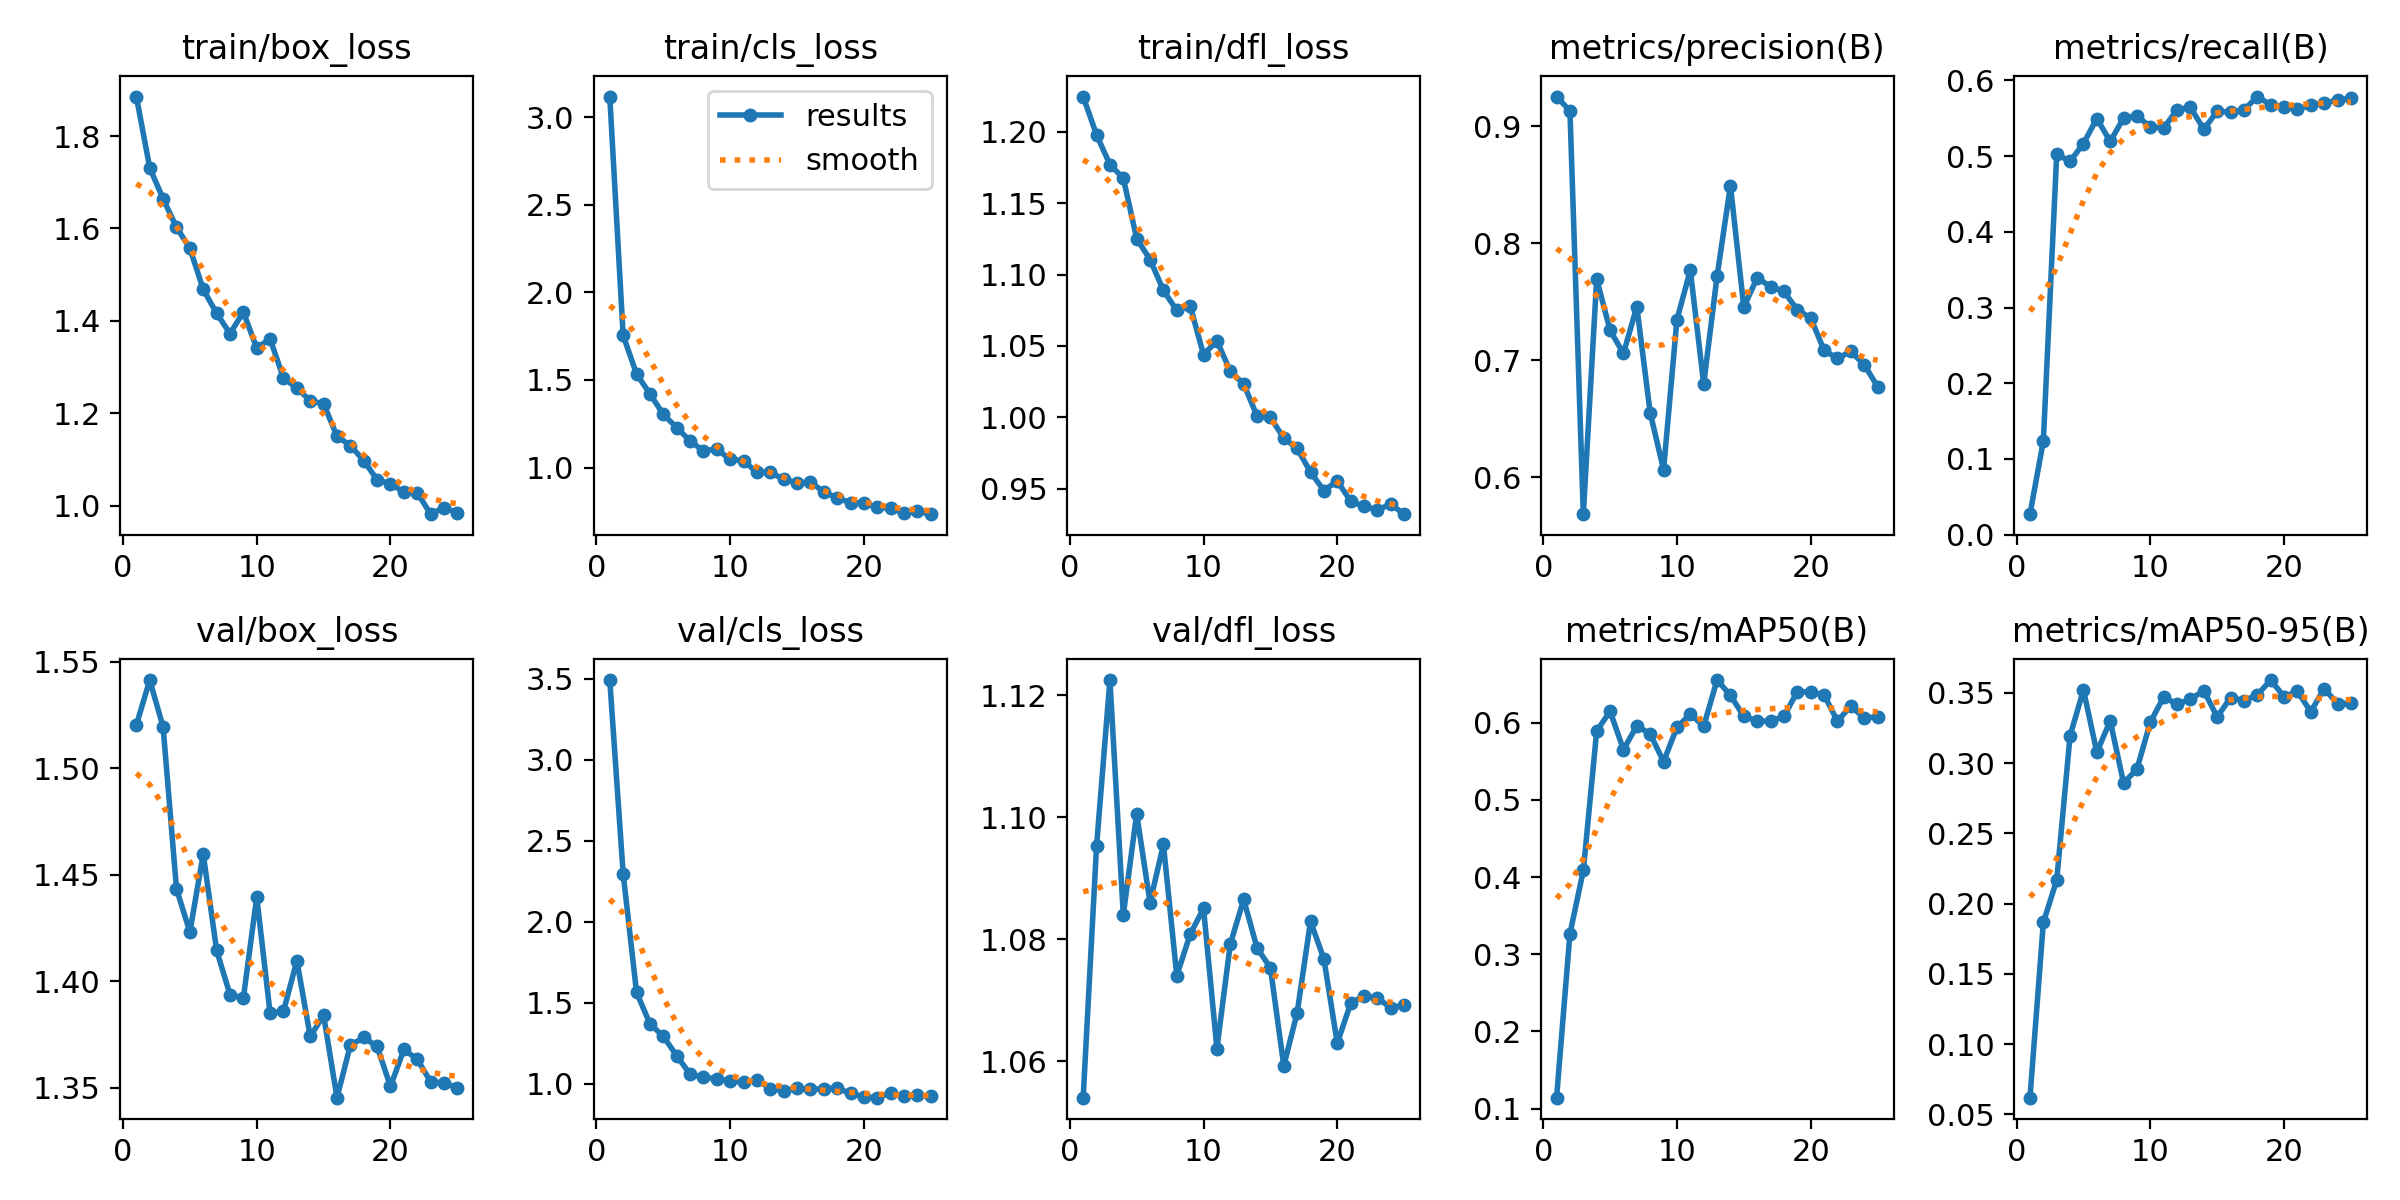 train/box_loss
1.8
1.6
1.4
1.2
1.0
0 10 20
train/cls_loss
results
smooth
3.0
2.5
2.0
1.5
1.0
0 10 20
train/dfl_loss
1.20
1.15
1.10
1.05
1.00
0.95
0 10 20
metrics/precision(B)
0.9
0.8
0.7
0.6
0 10 20
metrics/recall(B)
0.6
0.5
0.4
0.3
0.2
0.1
0.0
0 10 20
val/box_loss
1.55
1.50
1.45
1.40
1.35
0 10 20
val/cls_loss
3.5
3.0
2.5
2.0
1.5
1.0
0 10 20
val/dfl_loss
1.12
1.10
1.08
1.06
0 10 20
metrics/mAP50(B)
0.6
0.5
0.4
0.3
0.2
0.1
0 10 20
metrics/mAP50-95(B)
0.35
0.30
0.25
0.20
0.15
0.10
0.05
0 10 20